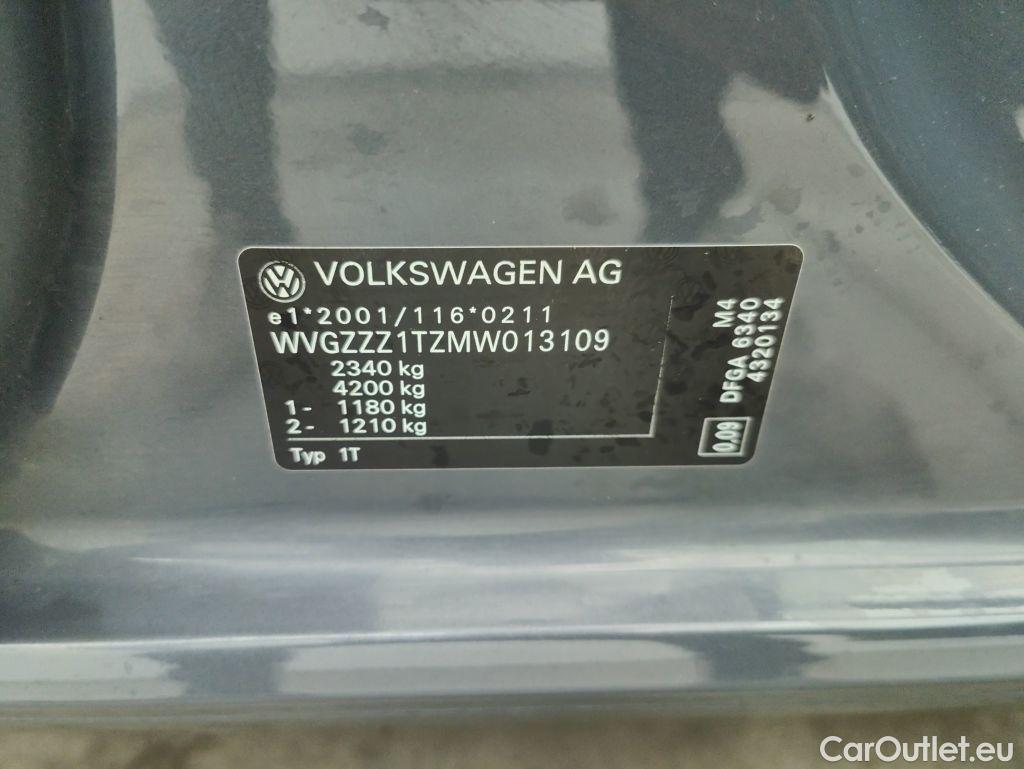 VOLKSWAGEN AG
e1*2001/116*0211
WVGZZZ1TZMW013109
2340 kg
4200 kg
1- 1180 kg
2- 1210 kg
Typ 1T
M4
DFGA 6340
4320134
0,09
CarOutlet.eu